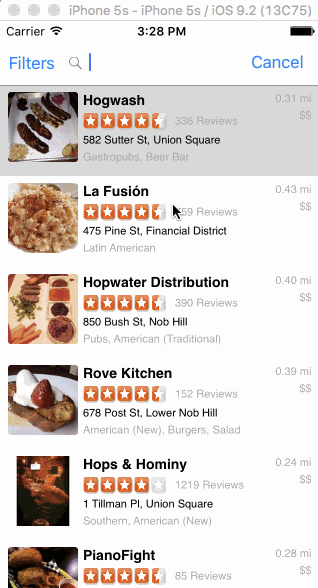 iPhone 5s - iPhone 5s / iOS 9.2 (13C75)
Carrier 3:28 PM
Filters Cancel
Hogwash 0.31 mi
336 Reviews $$
582 Sutter St, Union Square
Gastropubs, Beer Bar
La Fusión 0.43 mi
59 Reviews $$
475 Pine St, Financial District
Latin American
Hopwater Distribution 0.40 mi
390 Reviews $$
850 Bush St, Nob Hill
Pubs, American (Traditional)
Rove Kitchen 0.39 mi
152 Reviews $$
678 Post St, Lower Nob Hill
American (New), Burgers, Salad
Hops & Hominy 0.24 mi
1219 Reviews $$
1 Tillman Pl, Union Square
Southern, American (New)
PianoFight 0.28 mi
85 Reviews $$